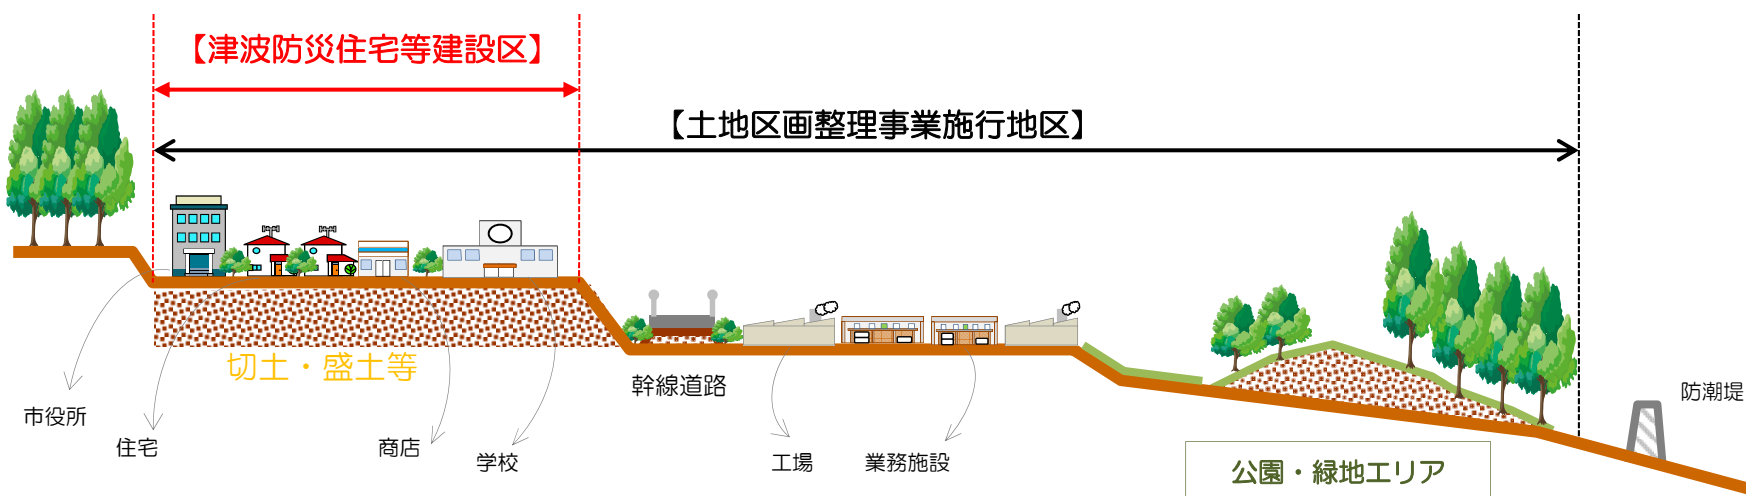 【津波防災住宅等建設区】
【土地区画整理事業施行地区】
切土・盛土等
幹線道路
防潮堤
市役所
住宅
商店
学校
工場
業務施設
公園・緑地エリア